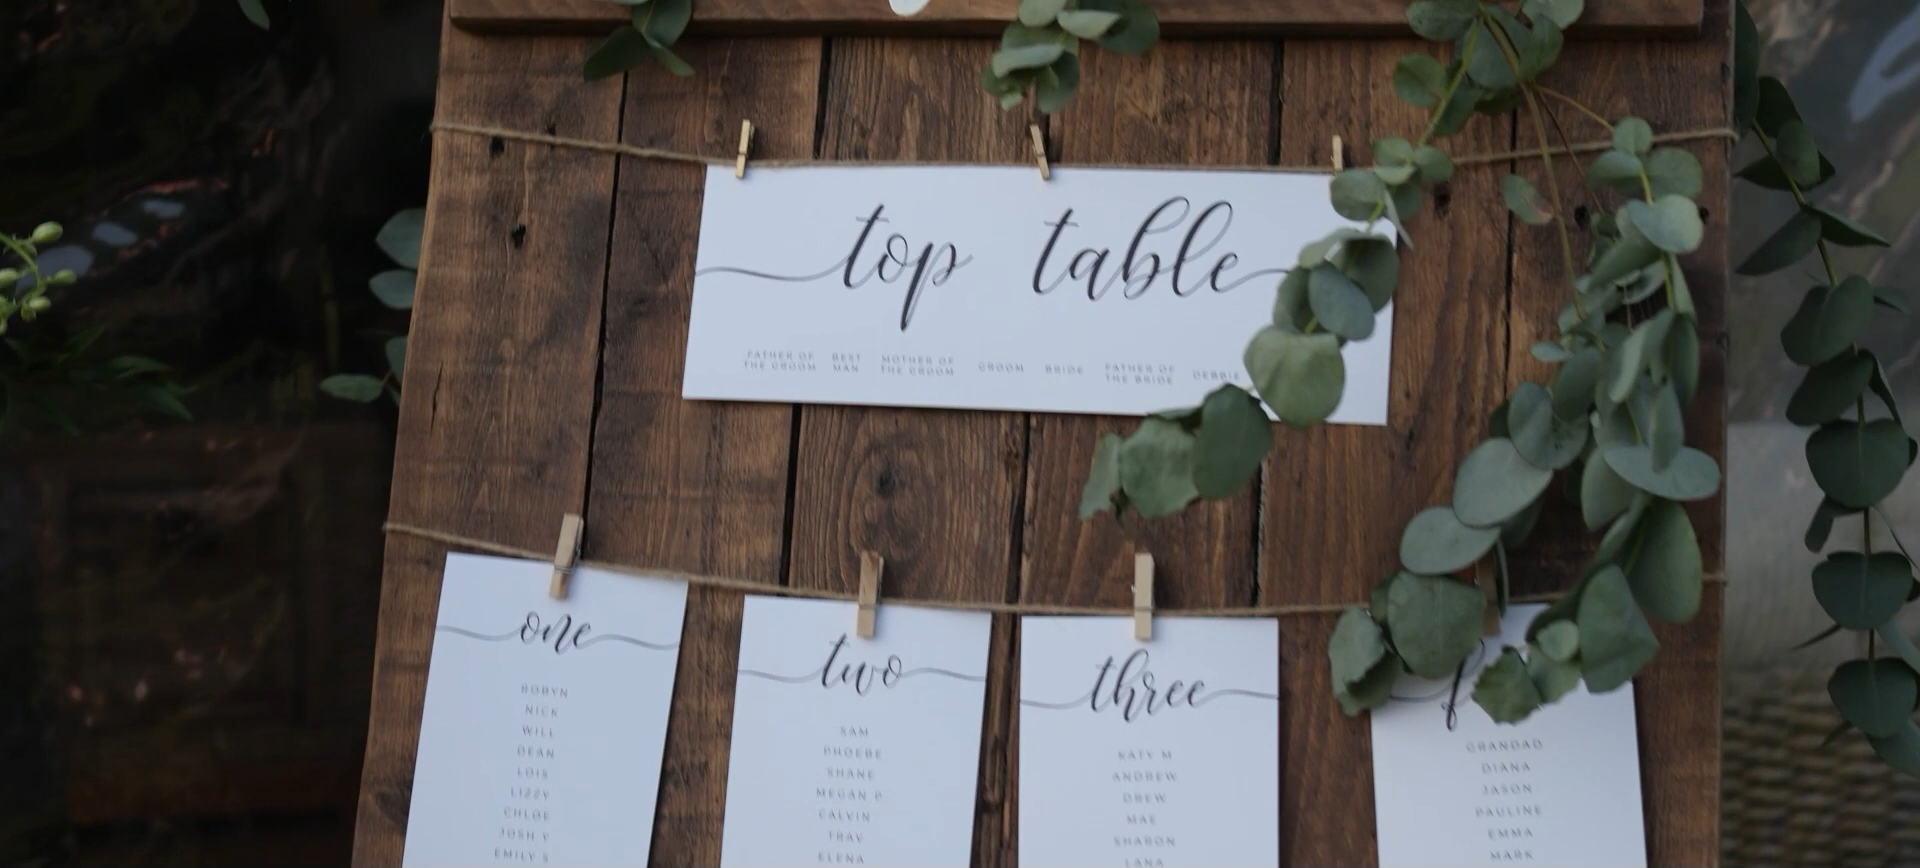 top table
FATHER OF THE GROOM
BEST MAN
MOTHER OF THE GROOM
GROOM
BRIDE
FATHER OF THE BRIDE
DEBBIE
one
ROBYN
NICK
WILL
DEAN
LOIS
LIZZY
CHLOE
JOSH Y
EMILY S
two
SAM
PHOEBE
SHANE
MEGAN P
CALVIN
TRAV
ELENA
three
KATY M
ANDREW
DREW
MAE
SHARON
LANA
f
GRANDAD
DIANA
JASON
PAULINE
EMMA
MARK